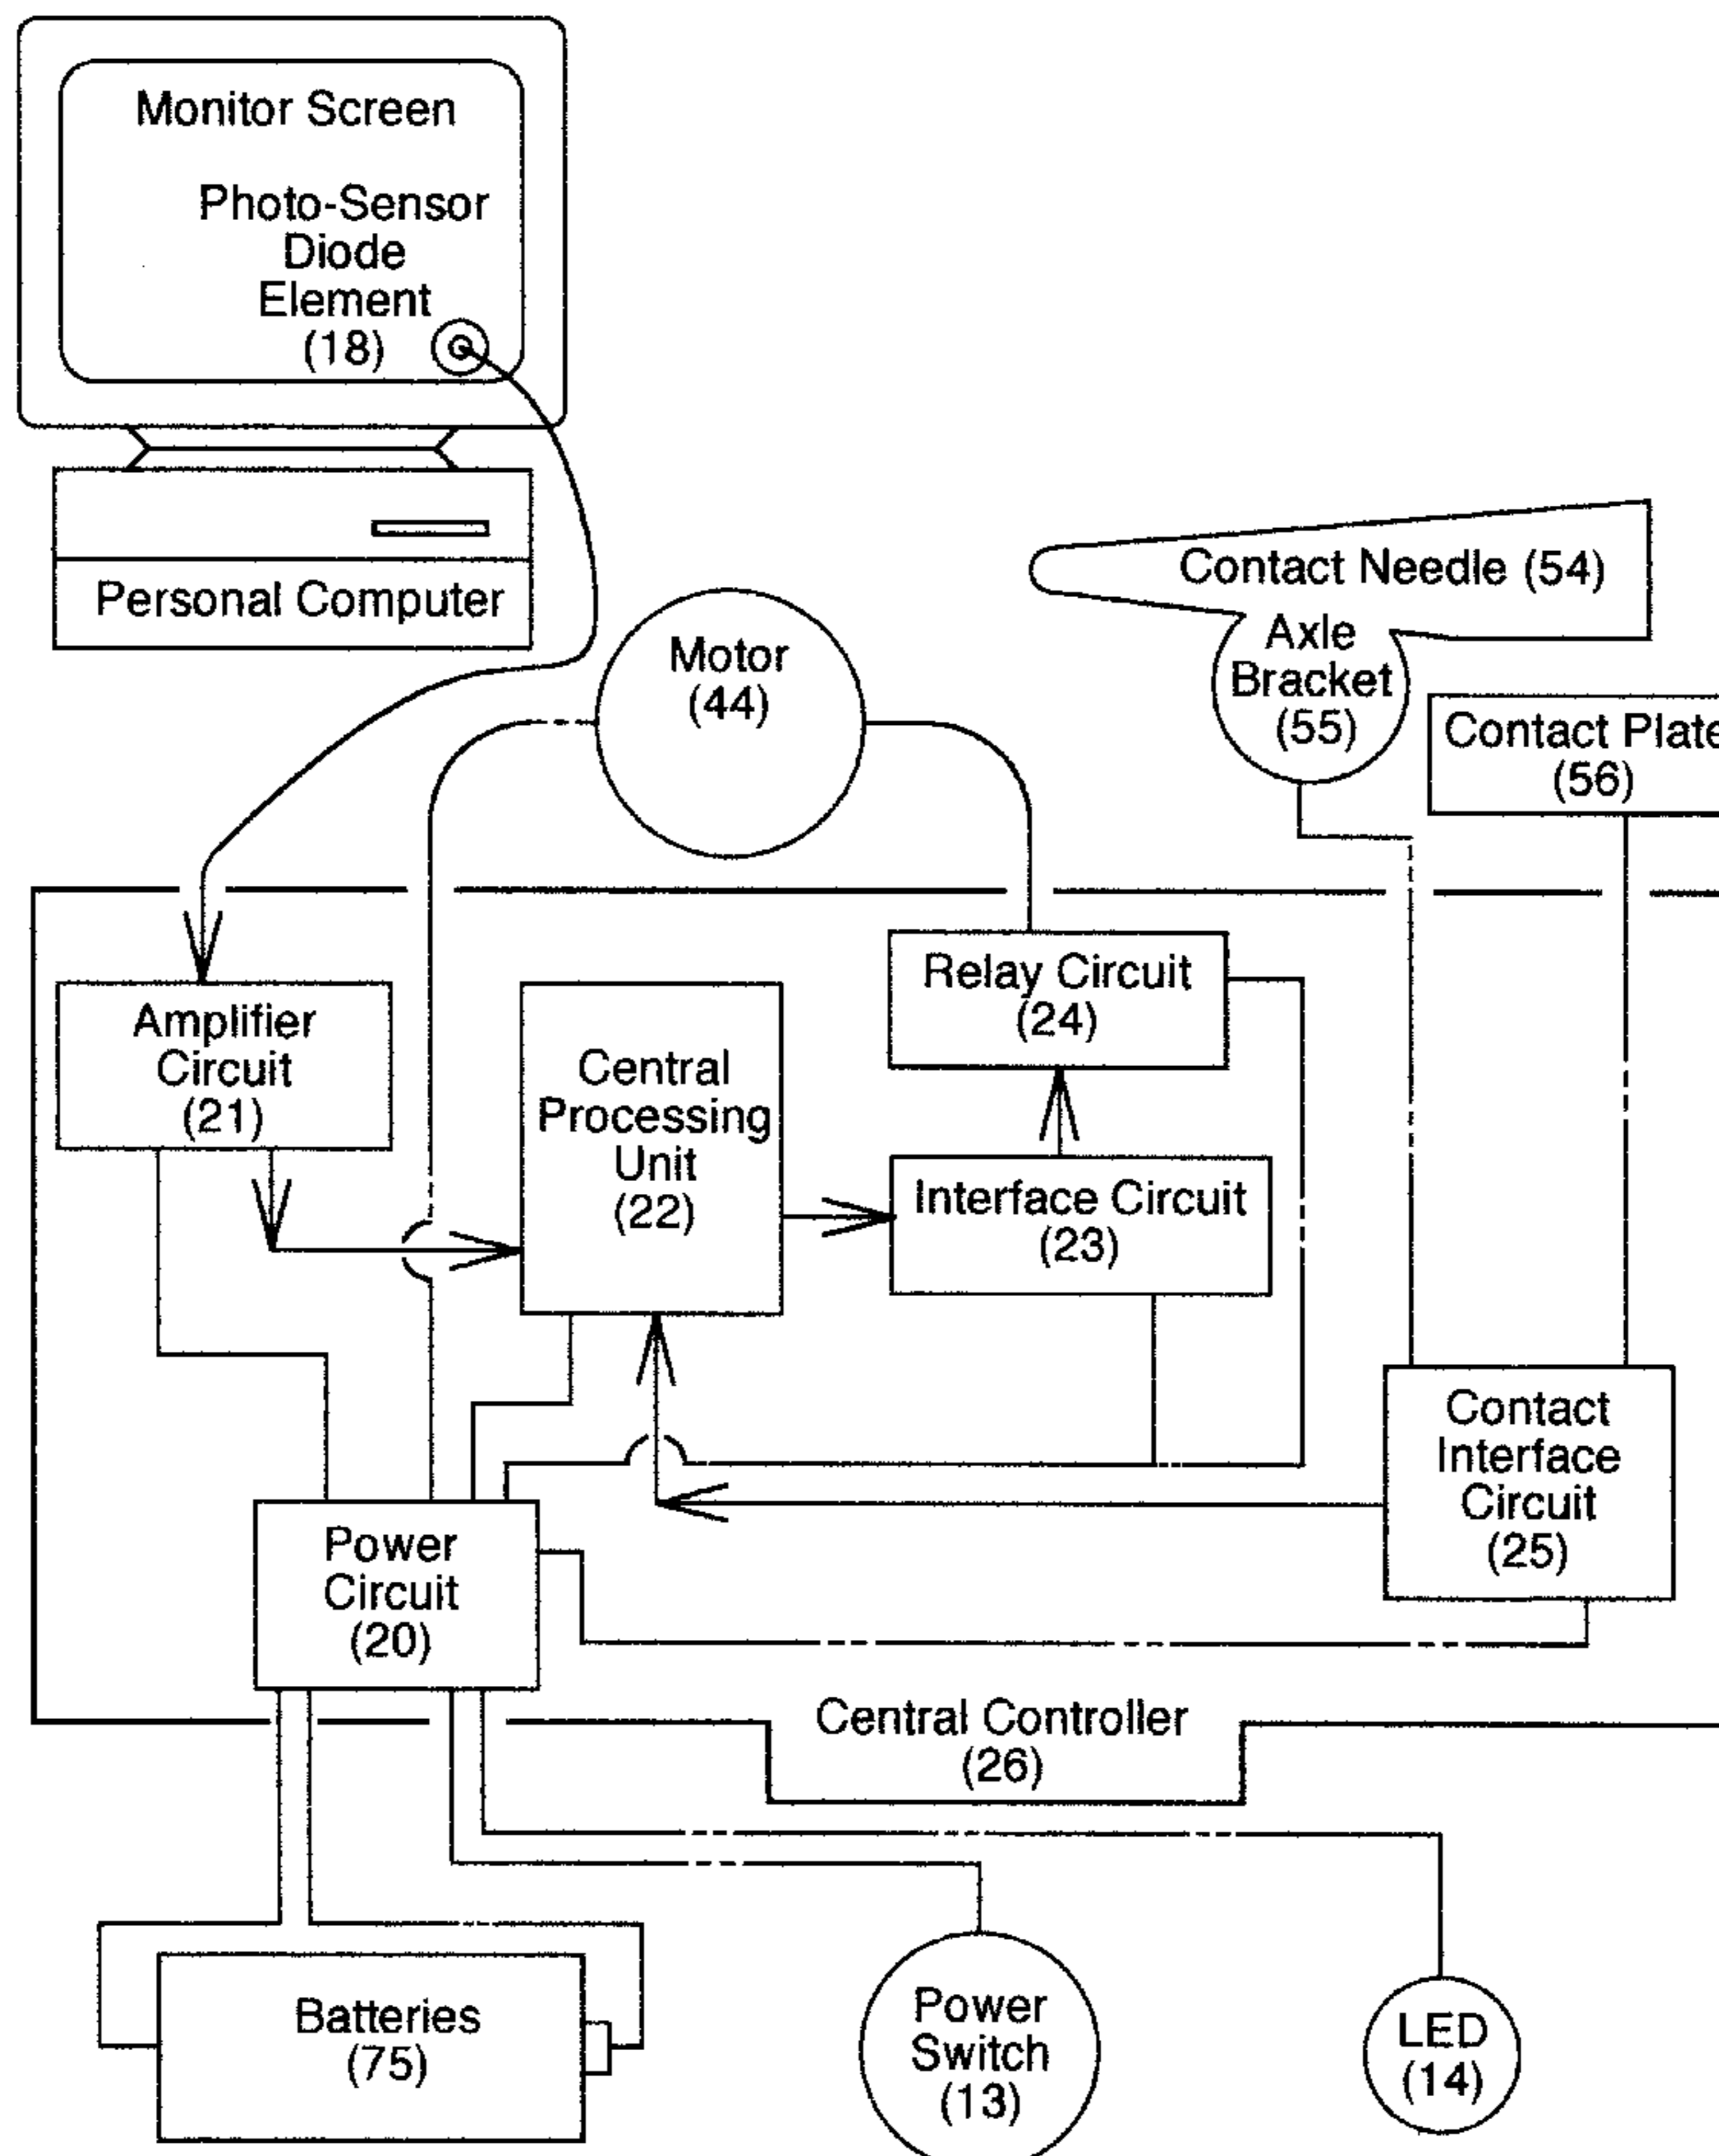 Monitor Screen
Photo-Sensor
Diode
Element
(18)
Personal Computer
Motor
(44)
Contact Needle (54)
Axle
Bracket
(55)
Contact Plate
(56)
Amplifier
Circuit
(21)
Central
Processing
Unit
(22)
Relay Circuit
(24)
Interface Circuit
(23)
Contact
Interface
Circuit
(25)
Power
Circuit
(20)
Central Controller
(26)
Batteries
(75)
Power
Switch
(13)
LED
(14)